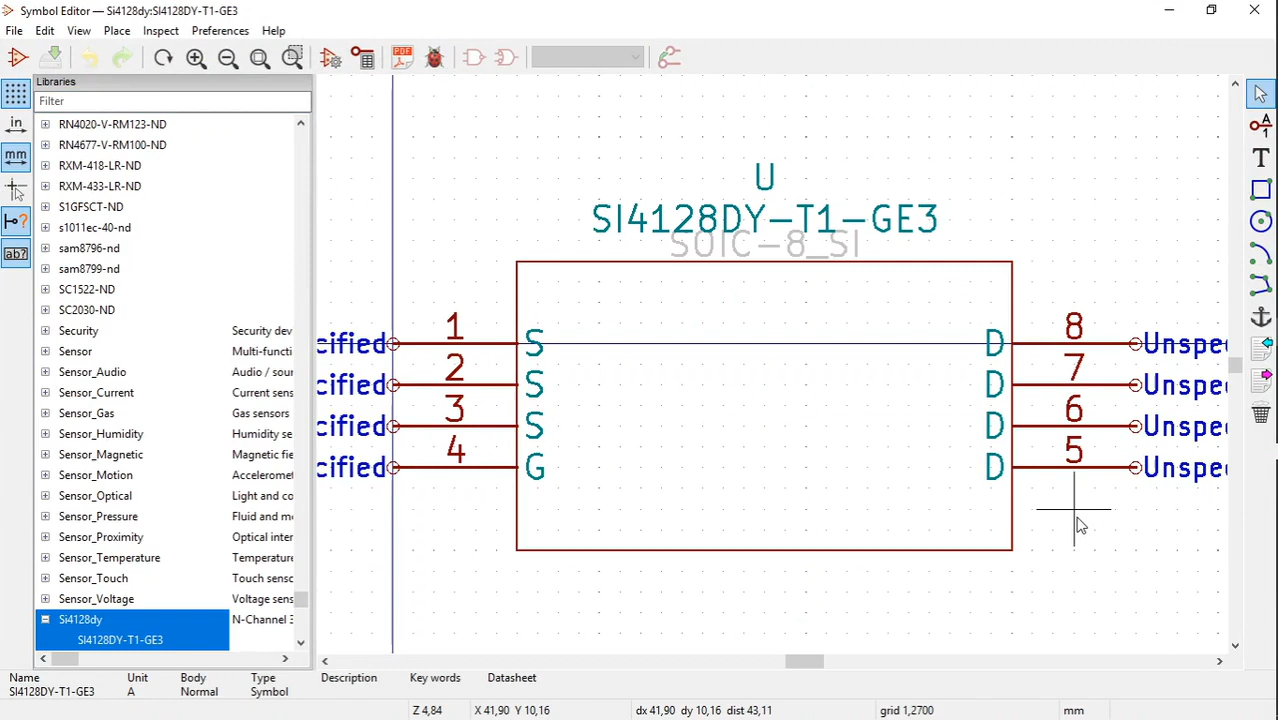 Symbol Editor — Si4128dy:SI4128DY-T1-GE3
File Edit View Place Inspect Preferences Help
PDF
Libraries
Filter
in
mm
ab?
RN4020-V-RM123-ND
RN4677-V-RM100-ND
RXM-418-LR-ND
RXM-433-LR-ND
S1GFSCT-ND
s1011ec-40-nd
sam8796-nd
sam8799-nd
SC1522-ND
SC2030-ND
Security Security dev
Sensor Multi-functi
Sensor_Audio Audio / sour
Sensor_Current Current sens
Sensor_Gas Gas sensors
Sensor_Humidity Humidity se
Sensor_Magnetic Magnetic fie
Sensor_Motion Acceleromet
Sensor_Optical Light and co
Sensor_Pressure Fluid and me
Sensor_Proximity Optical inter
Sensor_Temperature Temperature
Sensor_Touch Touch sensc
Sensor_Voltage Voltage sens
Si4128dy N-Channel 3
SI4128DY-T1-GE3
U
SI4128DY-T1-GE3
SOIC-8_SI
cified 1 S D 8 Unspe
cified 2 S D 7 Unspe
cified 3 S D 6 Unspe
cified 4 G D 5 Unspe
A
1
T
Name Unit Body Type Description Key words Datasheet
SI4128DY-T1-GE3 A Normal Symbol
Z 4,84 X 41,90 Y 10,16 dx 41,90 dy 10,16 dist 43,11 grid 1,2700 mm